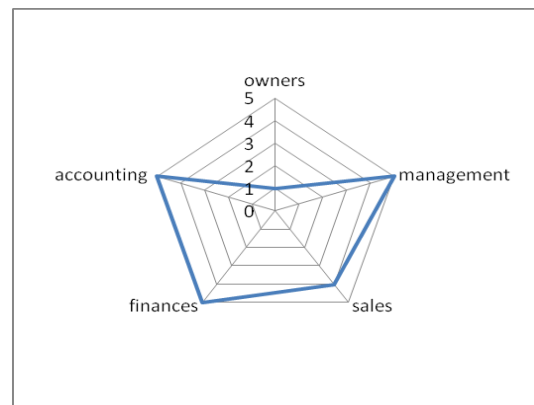 owners
5
4
3
2
1
0
accounting
management
finances
sales